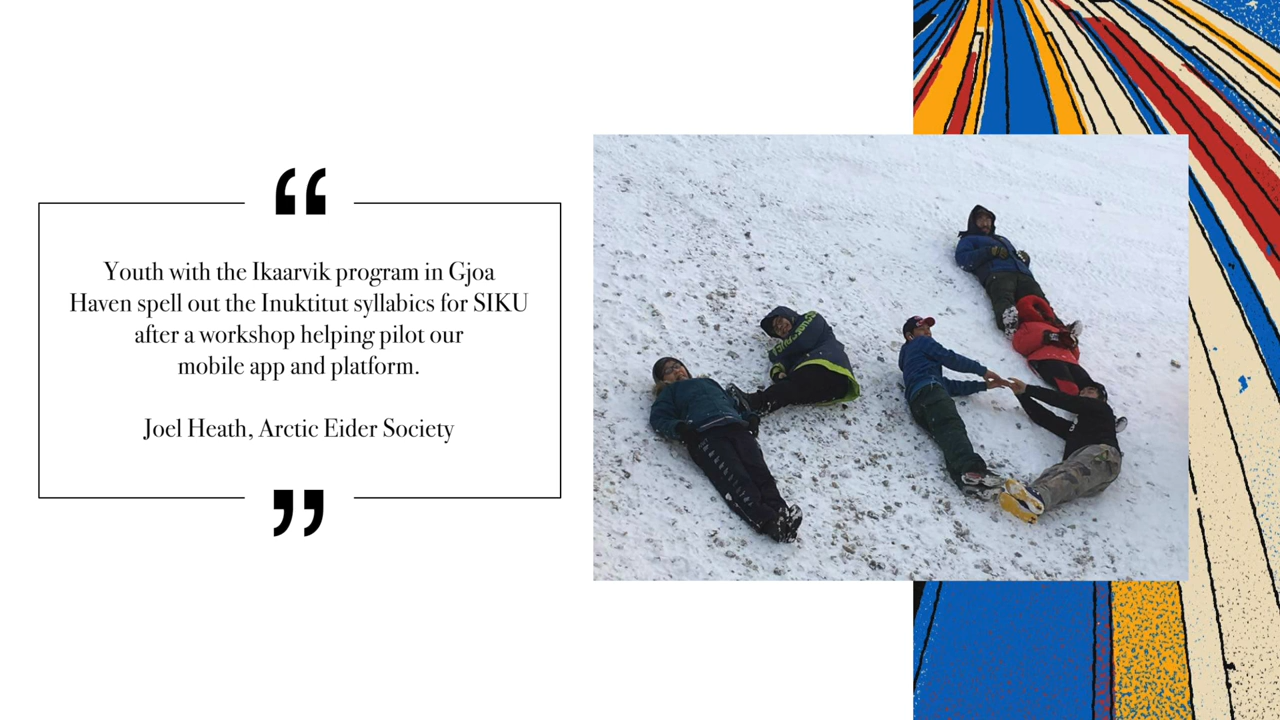 “
Youth with the Ikaarvik program in Gjoa
Haven spell out the Inuktitut syllabics for SIKU
after a workshop helping pilot our
mobile app and platform.
Joel Heath, Arctic Eider Society
”